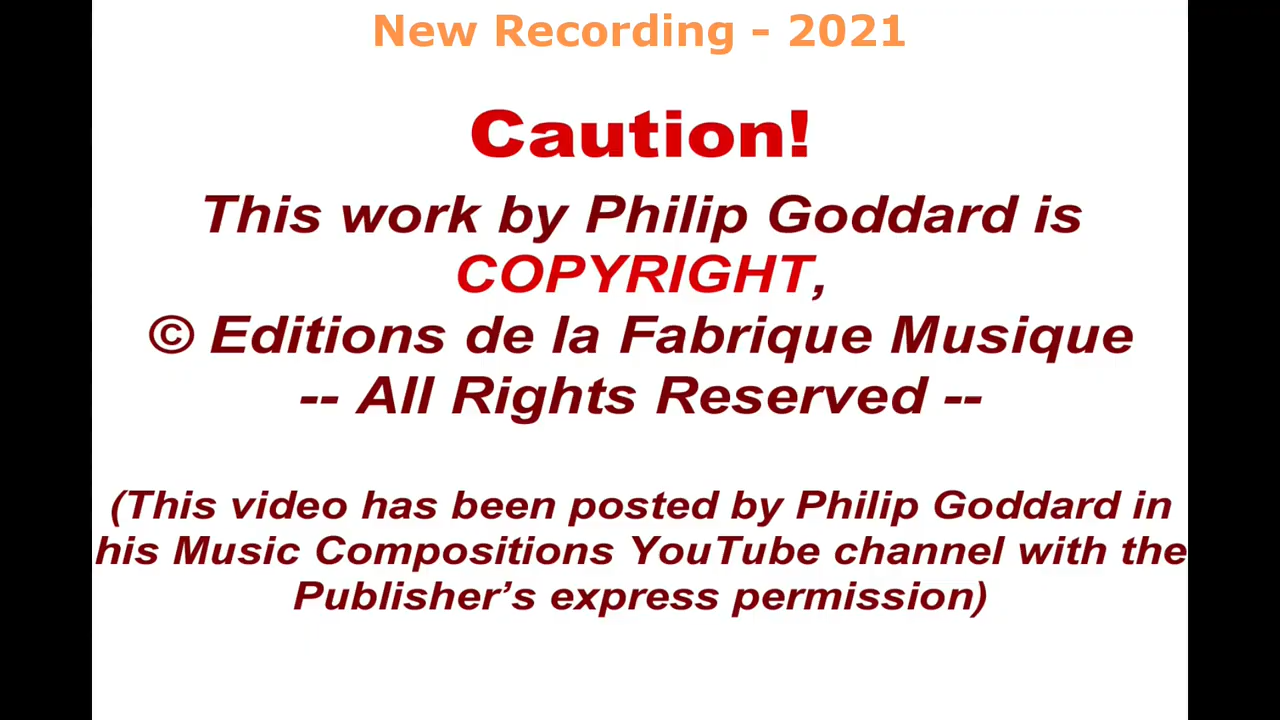 New Recording - 2021
Caution!
This work by Philip Goddard is
COPYRIGHT,
© Editions de la Fabrique Musique
-- All Rights Reserved --
(This video has been posted by Philip Goddard in
his Music Compositions YouTube channel with the
Publisher’s express permission)